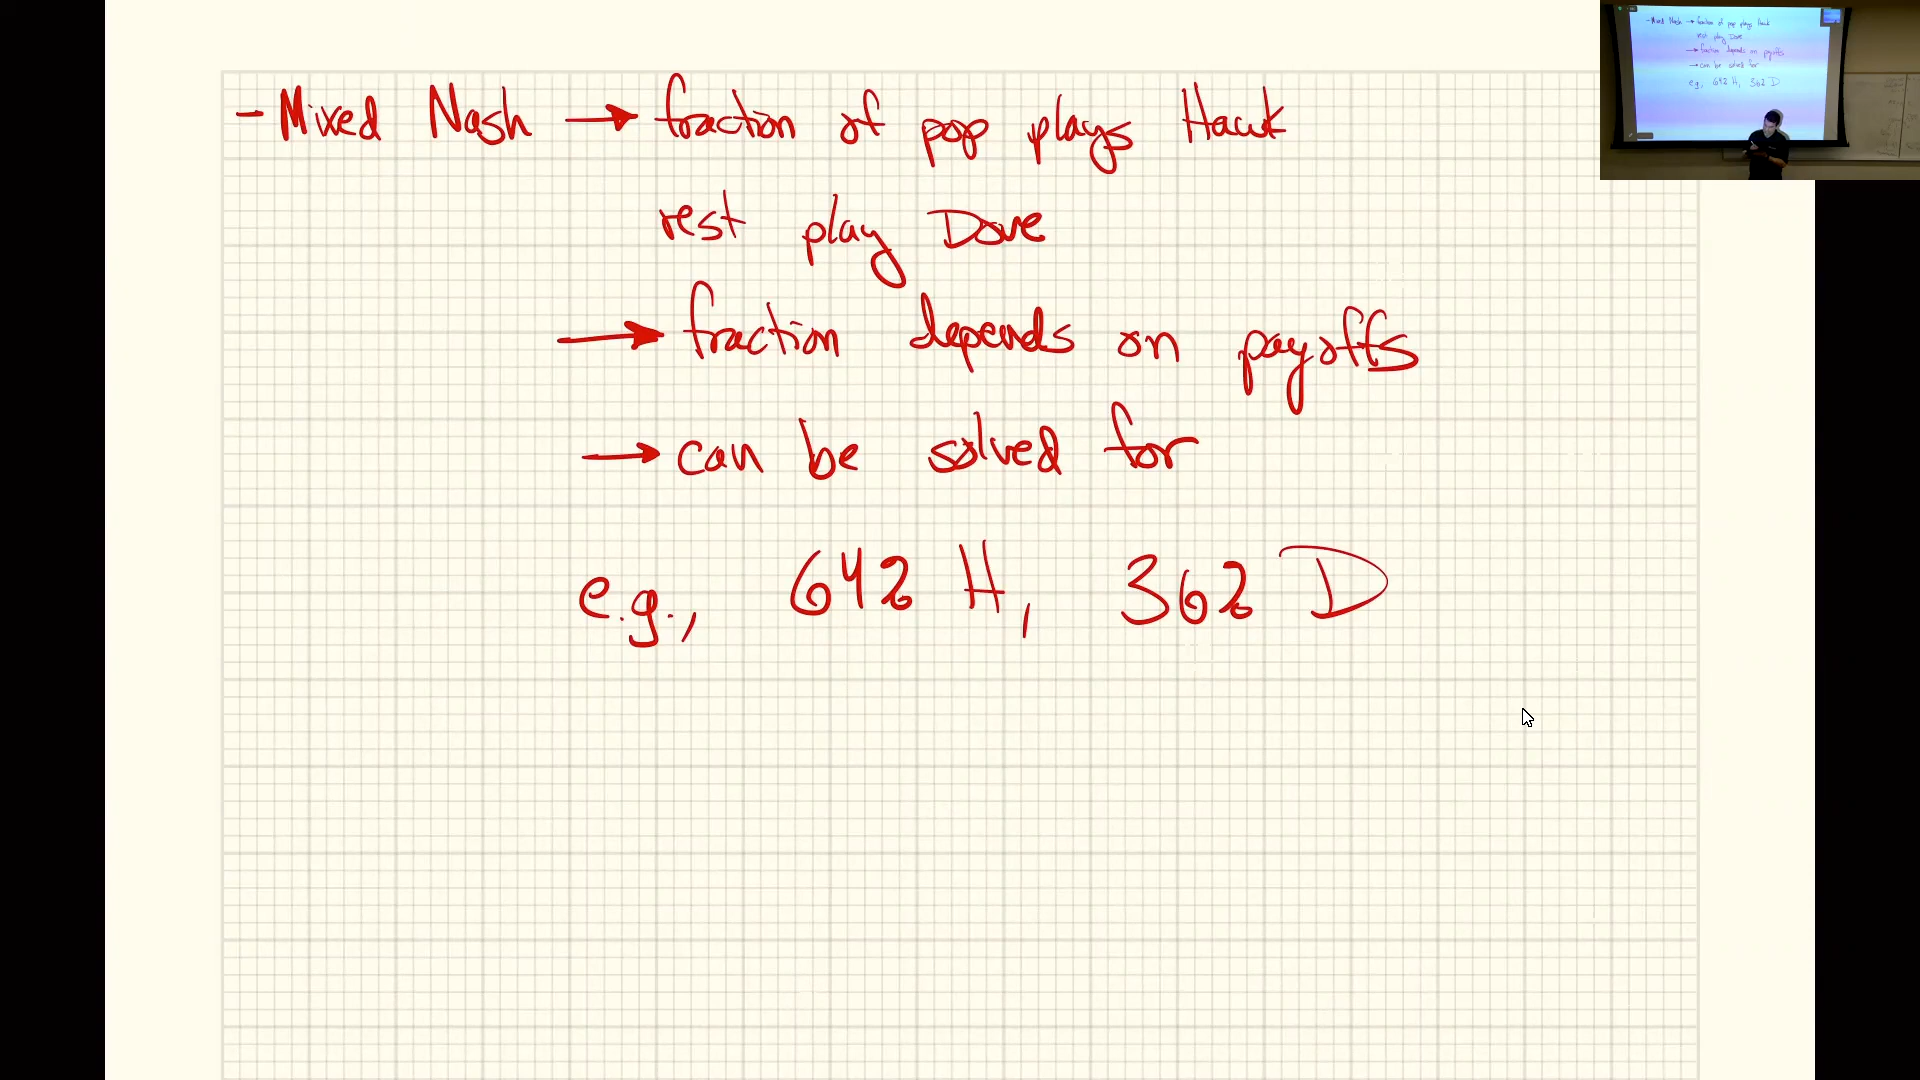 - Mixed Nash → fraction of pop plays Hawk
rest play Dove
→ fraction depends on payoffs
→ can be solved for
e.g., 64% H, 36% D